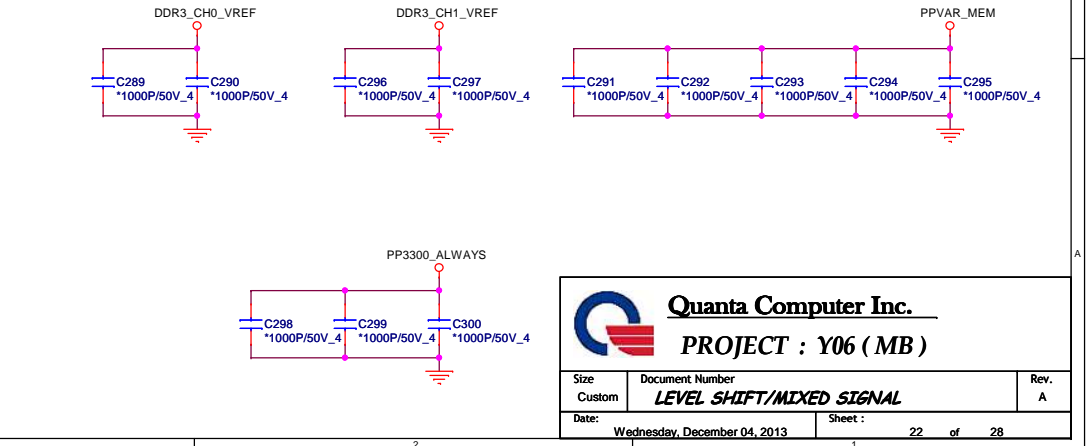 DDR3_CH0_VREF
DDR3_CH1_VREF
PPVAR_MEM
C289
*1000P/50V_4
C290
*1000P/50V_4
C296
*1000P/50V_4
C297
*1000P/50V_4
C291
*1000P/50V_4
C292
*1000P/50V_4
C293
*1000P/50V_4
C294
*1000P/50V_4
C295
*1000P/50V_4
PP3300_ALWAYS
C298
*1000P/50V_4
C299
*1000P/50V_4
C300
*1000P/50V_4
A
Quanta Computer Inc.
PROJECT : Y06 ( MB )
Size
Document Number
Rev.
Custom
LEVEL SHIFT/MIXED SIGNAL
A
Date:
Wednesday, December 04, 2013
Sheet :
22 of 28
2
1